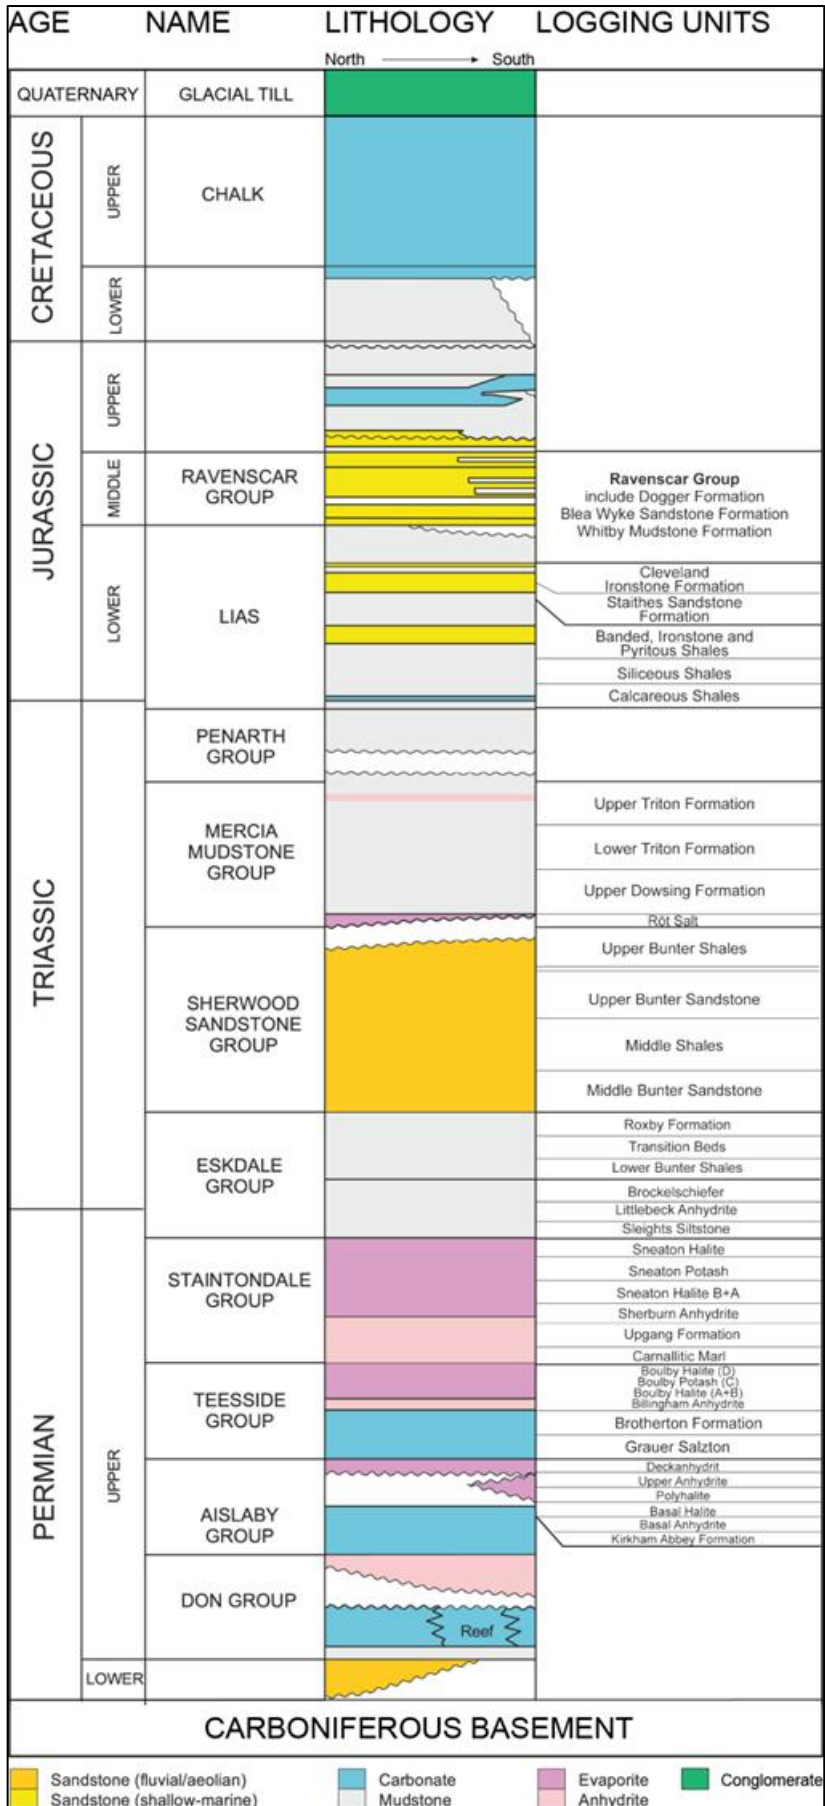 AGE NAME LITHOLOGY LOGGING UNITS
North South
QUATERNARY GLACIAL TILL
CRETACEOUS
UPPER
CHALK
LOWER
JURASSIC
UPPER
MIDDLE
RAVENSCAR
GROUP
Ravenscar Group
include Dogger Formation
Blea Wyke Sandstone Formation
Whitby Mudstone Formation
LOWER
LIAS
Cleveland
Ironstone Formation
Staithes Sandstone
Formation
Banded, Ironstone and
Pyritous Shales
Siliceous Shales
Calcareous Shales
TRIASSIC
PENARTH
GROUP
MERCIA
MUDSTONE
GROUP
Upper Triton Formation
Lower Triton Formation
Upper Dowsing Formation
Röt Salt
SHERWOOD
SANDSTONE
GROUP
Upper Bunter Shales
Upper Bunter Sandstone
Middle Shales
Middle Bunter Sandstone
ESKDALE
GROUP
Roxby Formation
Transition Beds
Lower Bunter Shales
Brockelschiefer
Littlebeck Anhydrite
Sleights Siltstone
PERMIAN
UPPER
STAINTONDALE
GROUP
Sneaton Halite
Sneaton Potash
Sneaton Halite B+A
Sherburn Anhydrite
Upgang Formation
Carnallitic Marl
TEESSIDE
GROUP
Boulby Halite (D)
Boulby Potash (C)
Boulby Halite (A+B)
Billingham Anhydrite
Brotherton Formation
Grauer Salzton
AISLABY
GROUP
Deckanhydrit
Upper Anhydrite
Polyhalite
Basal Halite
Basal Anhydrite
Kirkham Abbey Formation
DON GROUP
Reef
LOWER
CARBONIFEROUS BASEMENT
Sandstone (fluvial/aeolian) Carbonate Evaporite Conglomerate
Sandstone (shallow-marine) Mudstone Anhydrite